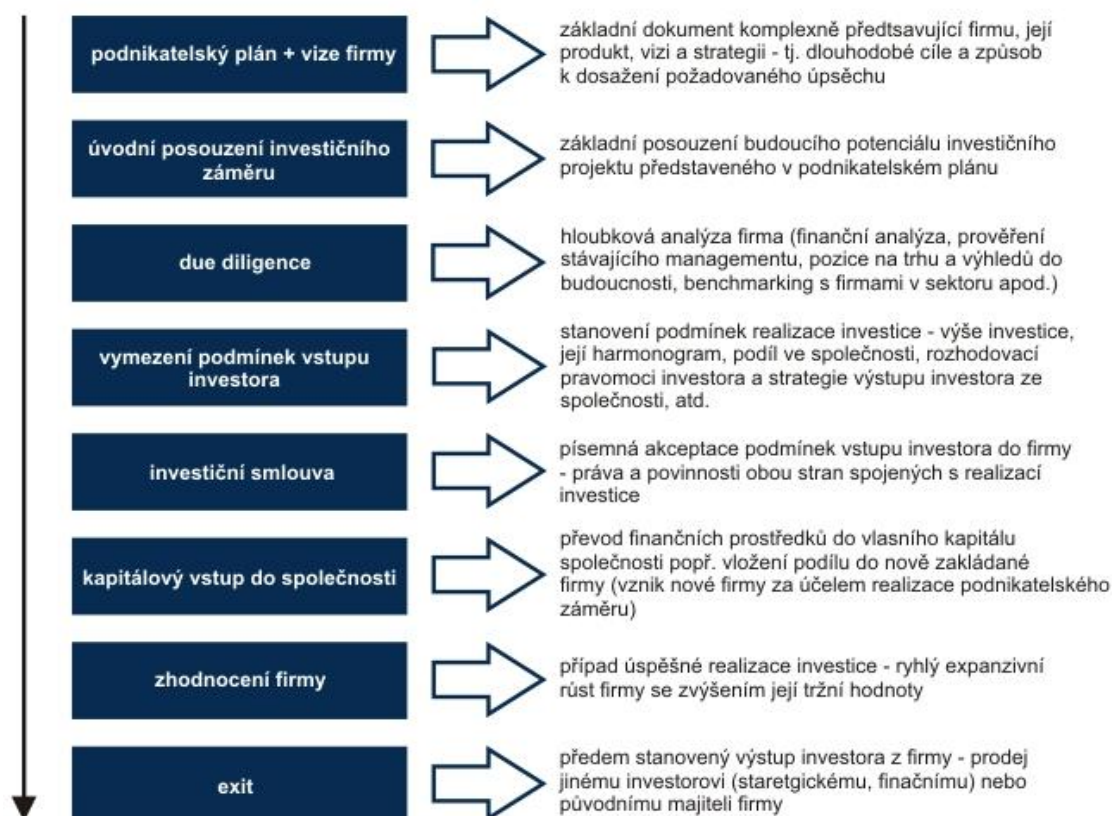 podnikatelský plán + vize firmy
základní dokument komplexně předtsavující firmu, její
produkt, vizi a strategii - tj. dlouhodobé cíle a způsob
k dosažení požadovaného úpsěchu
úvodní posouzení investičního
záměru
základní posouzení budoucího potenciálu investičního
projektu představeného v podnikatelském plánu
due diligence
hloubková analýza firma (finanční analýza, prověření
stávajícího managementu, pozice na trhu a výhledů do
budoucnosti, benchmarking s firmami v sektoru apod.)
vymezení podmínek vstupu
investora
stanovení podmínek realizace investice - výše investice,
její harmonogram, podíl ve společnosti, rozhodovací
pravomoci investora a strategie výstupu investora ze
společnosti, atd.
investiční smlouva
písemná akceptace podmínek vstupu investora do firmy
- práva a povinnosti obou stran spojených s realizací
investice
kapitálový vstup do společnosti
převod finančních prostředků do vlasního kapitálu
společnosti popř. vložení podílu do nově zakládané
firmy (vznik nové firmy za účelem realizace podnikatelského
záměru)
zhodnocení firmy
případ úspěšné realizace investice - ryhlý expanzivní
růst firmy se zvýšením její tržní hodnoty
exit
předem stanovený výstup investora z firmy - prodej
jinému investorovi (staretgickému, finačnímu) nebo
původnímu majiteli firmy